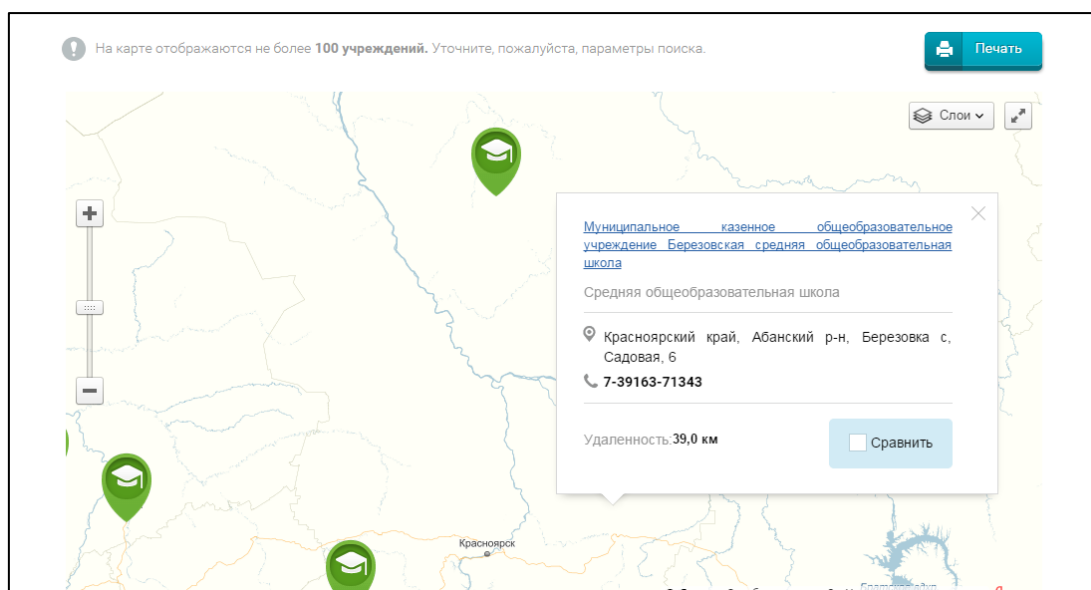 На карте отображаются не более 100 учреждений. Уточните, пожалуйста, параметры поиска.
Печать
Слои
Муниципальное казенное общеобразовательное
учреждение Березовская средняя общеобразовательная
школа
Средняя общеобразовательная школа
Красноярский край, Абанский р-н, Березовка с,
Садовая, 6
7-39163-71343
Удаленность:39,0 км
Сравнить
Красноярск